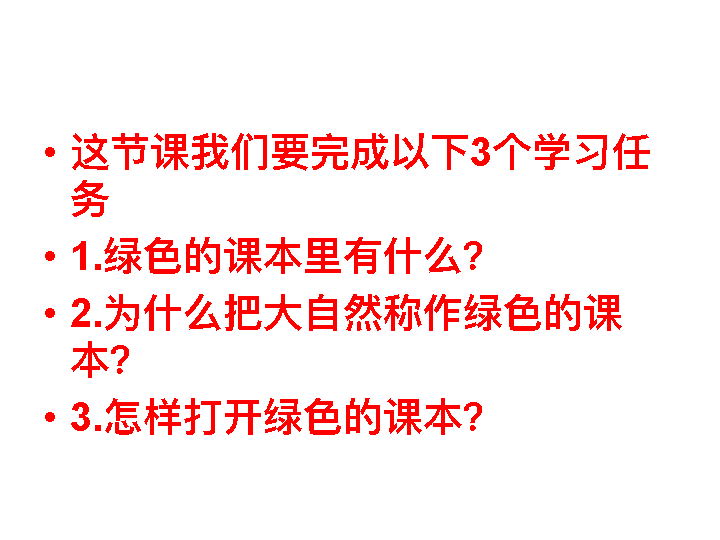 • 这节课我们要完成以下3个学习任
务
• 1.绿色的课本里有什么?
• 2.为什么把大自然称作绿色的课
本?
• 3.怎样打开绿色的课本?